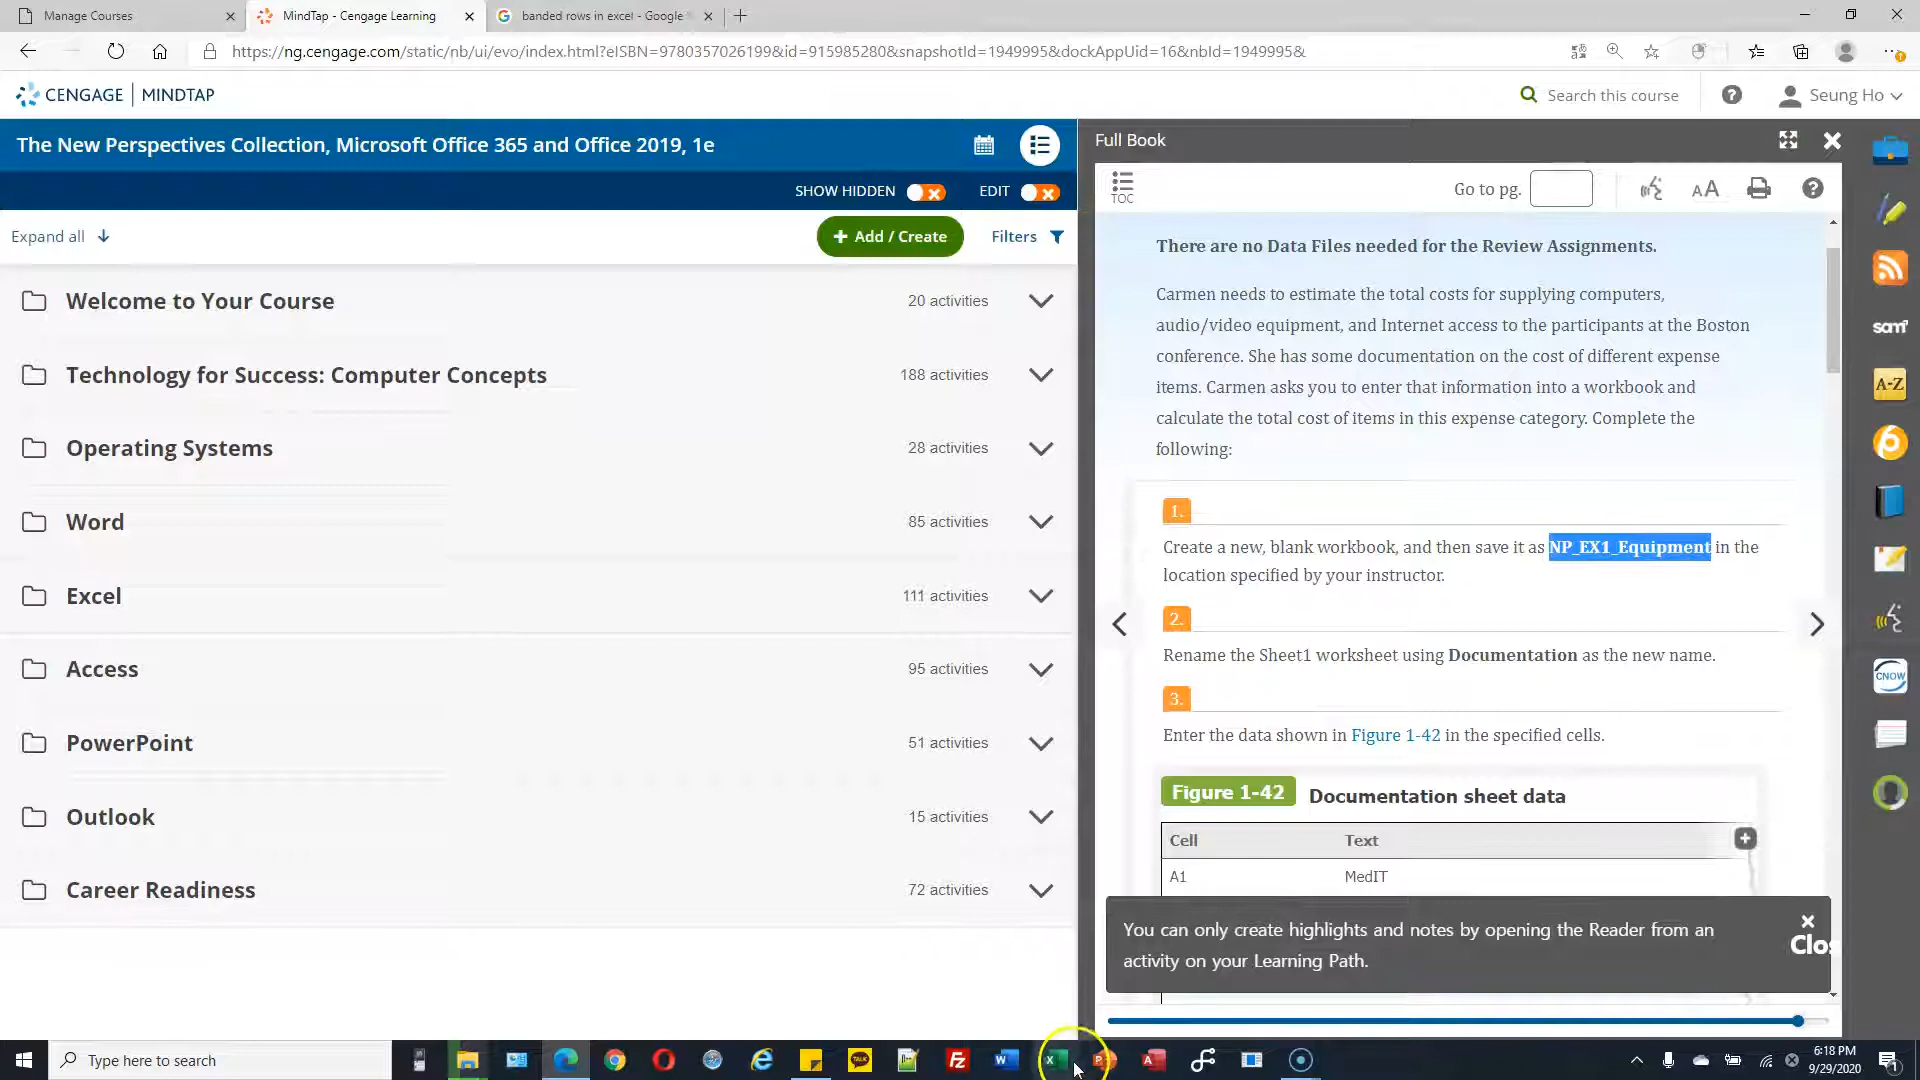 Manage Courses
MindTap - Cengage Learning
banded rows in excel - Google
https://ng.cengage.com/static/nb/ui/evo/index.html?eISBN=9780357026199&id=915985280&snapshotId=1949995&dockAppUid=16&nbId=1949995&
CENGAGE | MINDTAP
Search this course
Seung Ho
The New Perspectives Collection, Microsoft Office 365 and Office 2019, 1e
SHOW HIDDEN
EDIT
Expand all
+ Add / Create
Filters
Welcome to Your Course
20 activities
Technology for Success: Computer Concepts
188 activities
Operating Systems
28 activities
Word
85 activities
Excel
111 activities
Access
95 activities
PowerPoint
51 activities
Outlook
15 activities
Career Readiness
72 activities
Full Book
TOC
Go to pg.
AA
There are no Data Files needed for the Review Assignments.
Carmen needs to estimate the total costs for supplying computers,
audio/video equipment, and Internet access to the participants at the Boston
conference. She has some documentation on the cost of different expense
items. Carmen asks you to enter that information into a workbook and
calculate the total cost of items in this expense category. Complete the
following:
1.
Create a new, blank workbook, and then save it as NP_EX1_Equipment in the
location specified by your instructor.
2.
Rename the Sheet1 worksheet using Documentation as the new name.
3.
Enter the data shown in Figure 1-42 in the specified cells.
Figure 1-42 Documentation sheet data
Cell Text
A1 MedIT
You can only create highlights and notes by opening the Reader from an
activity on your Learning Path.
Clos
sam
A-Z
CNOW
Type here to search
TALK
6:18 PM
9/29/2020